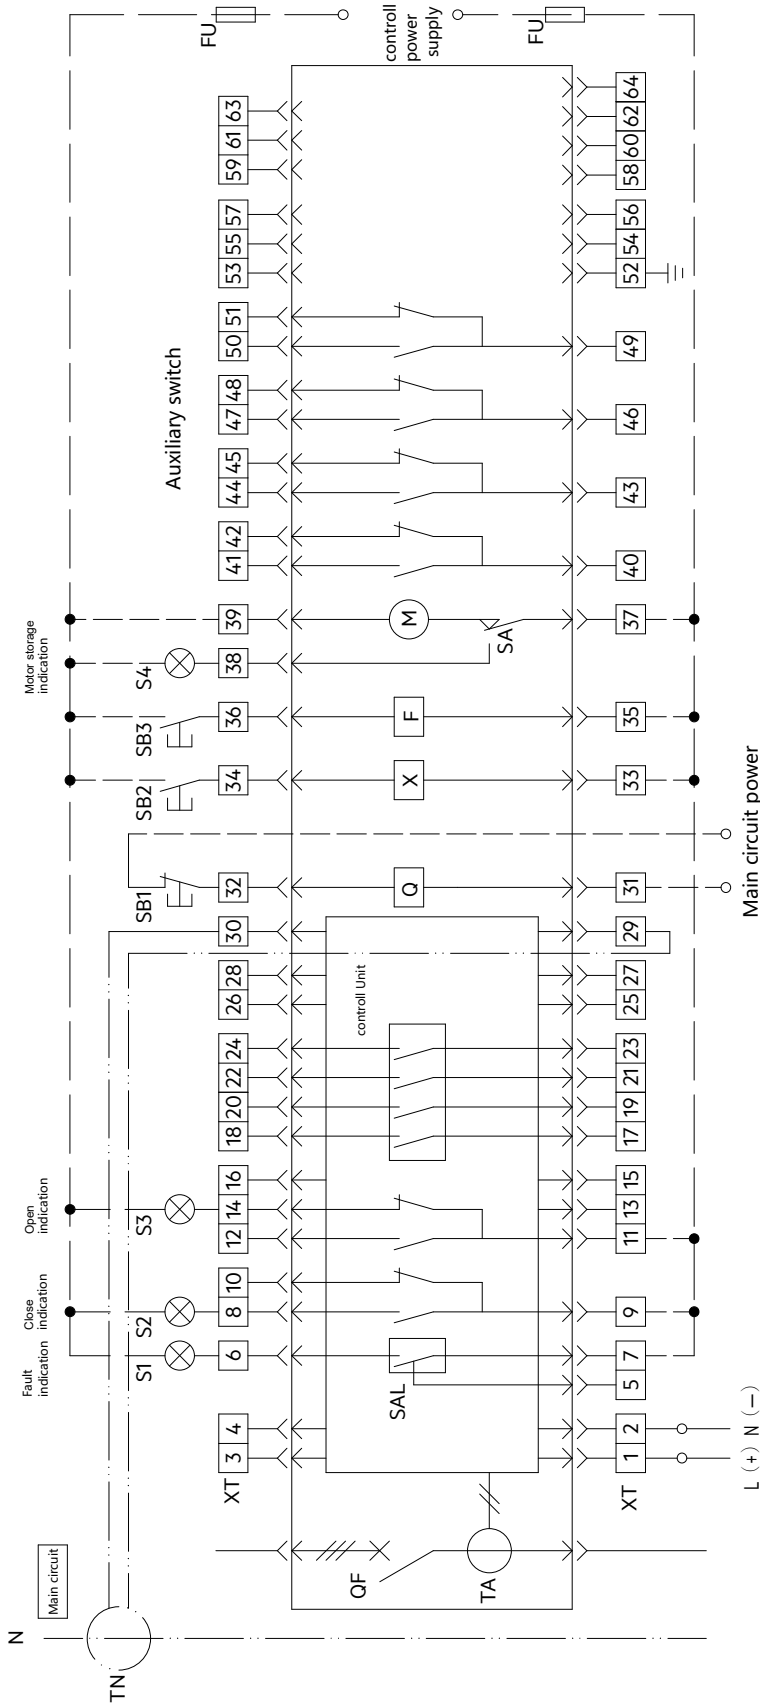 N
Main circuit
TN
Fault indication
Close indication
Open indication
Motor storage indication
S1
S2
S3
SB1
SB2
SB3
S4
Auxiliary switch
FU
controll power supply
FU
XT
3 4 6 8 10 12 14 16 18 20 22 24 26 28 30 32 34 36 38 39 41 42 44 45 47 48 50 51 53 55 57 59 61 63
QF
TA
SAL
controll Unit
Q
X
F
M
SA
XT
1 2 5 7 9 11 13 15 17 19 21 23 25 27 29 31 33 35 37 40 43 46 49 52 54 56 58 60 62 64
L (+) N (—)
Main circuit power